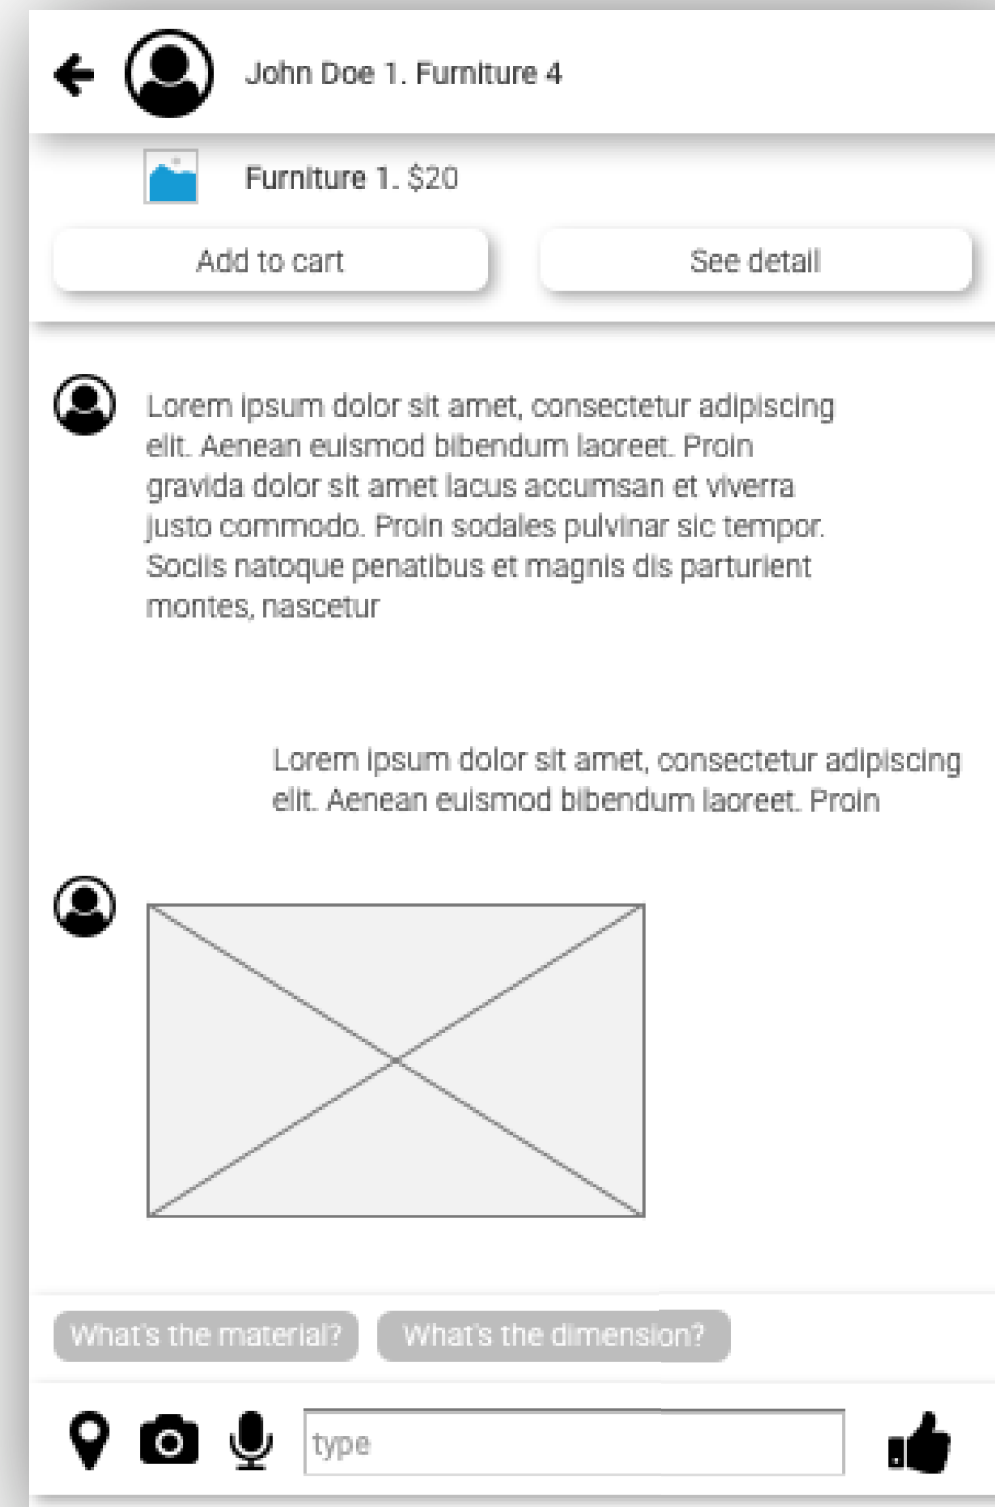 John Doe 1. Furniture 4
Furniture 1. $20
Add to cart
See detail
Lorem ipsum dolor sit amet, consectetur adipiscing
elit. Aenean euismod bibendum laoreet. Proin
gravida dolor sit amet lacus accumsan et viverra
justo commodo. Proin sodales pulvinar sic tempor.
Sociis natoque penatibus et magnis dis parturient
montes, nascetur
Lorem ipsum dolor sit amet, consectetur adipiscing
elit. Aenean euismod bibendum laoreet. Proin
What's the material?
What's the dimension?
type